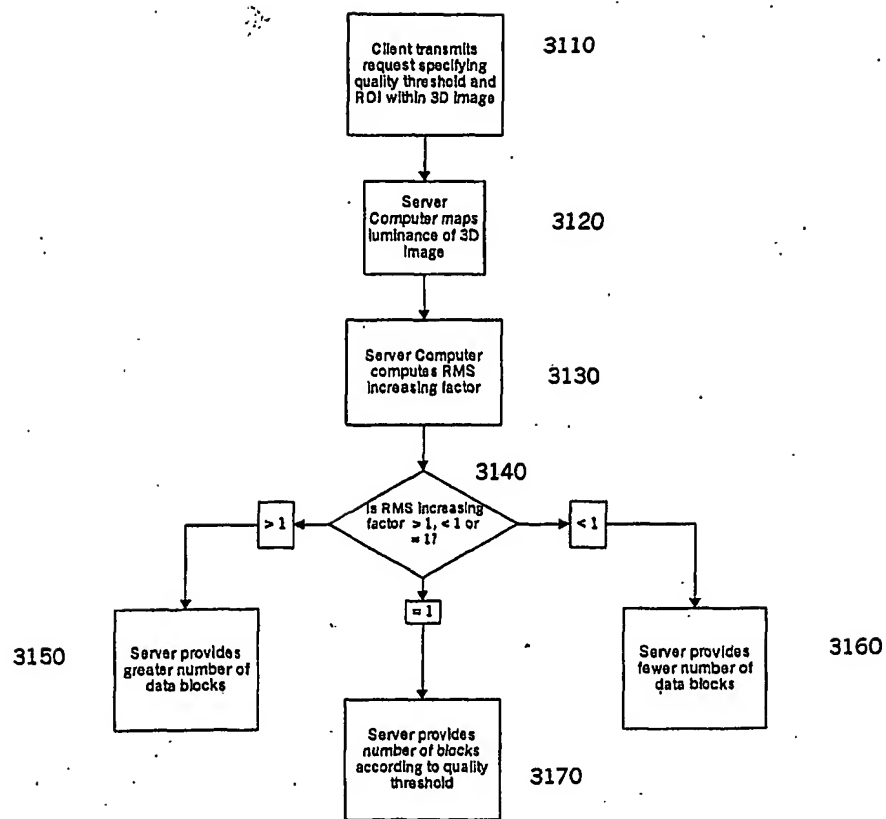 3110
Client transmits
request specifying
quality threshold and
ROI within 3D image
Server
Computer maps
luminance of 3D
image
3120
Server Computer
computes RMS
increasing factor
3130
3140
Is RMS increasing
factor > 1, < 1 or
= 1?
> 1
< 1
= 1
3150
Server provides
greater number of
data blocks
Server provides
fewer number of
data blocks
3160
Server provides
number of blocks
according to quality
threshold
3170